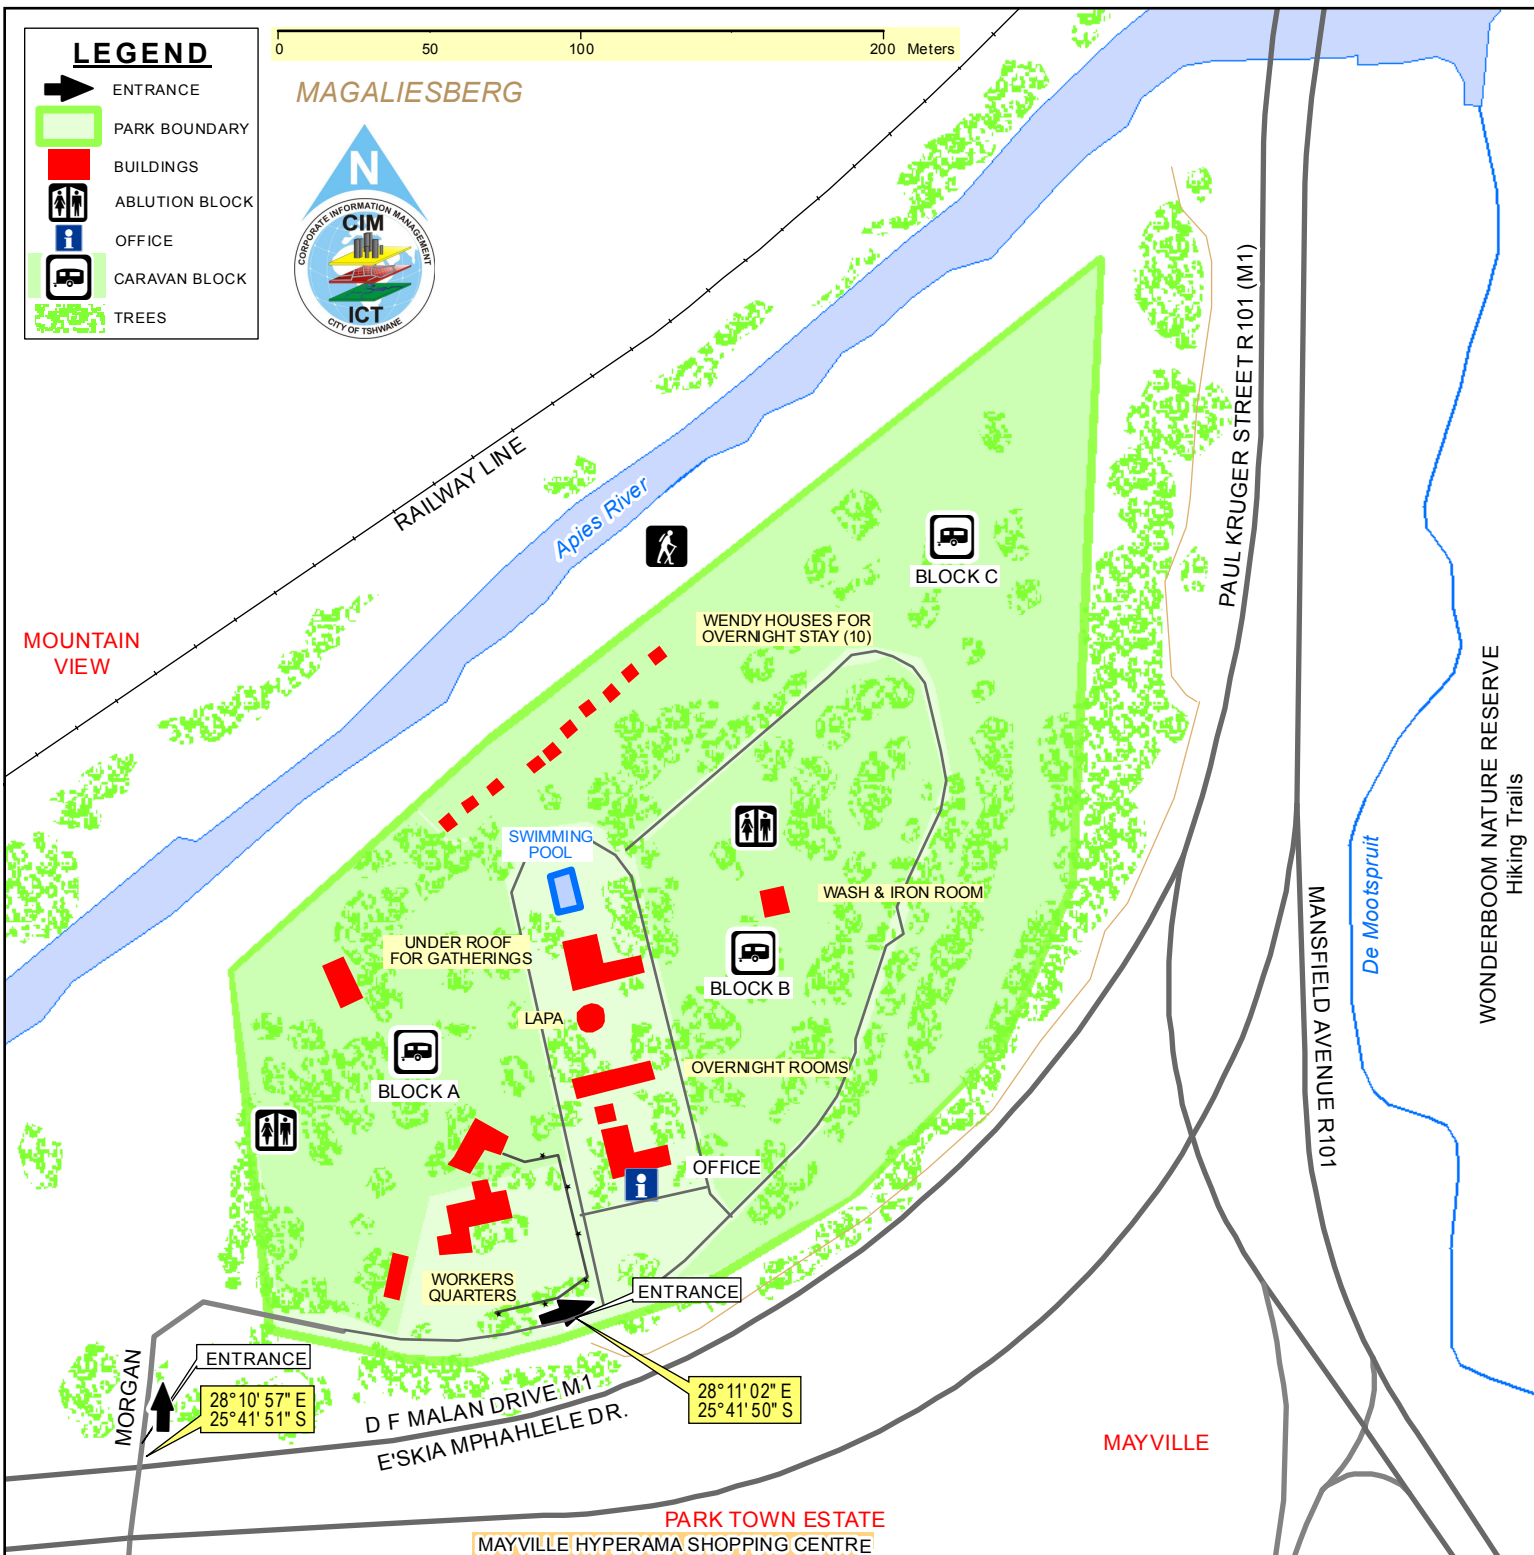 LEGEND
ENTRANCE
PARK BOUNDARY
BUILDINGS
ABLUTION BLOCK
i
OFFICE
CARAVAN BLOCK
TREES
0 50 100 200 Meters
MAGALIESBERG
N
CORPORATE INFORMATION MANAGEMENT
CIM
ICT
CITY OF TSHWANE
RAILWAY LINE
Apies River
MOUNTAIN
VIEW
BLOCK C
WENDY HOUSES FOR
OVERNIGHT STAY (10)
PAUL KRUGER STREET R101 (M1)
WONDERBOOM NATURE RESERVE
Hiking Trails
De Mootspruit
MANSFIELD AVENUE R101
SWIMMING
POOL
WASH & IRON ROOM
UNDER ROOF
FOR GATHERINGS
BLOCK B
LAPA
OVERNIGHT ROOMS
BLOCK A
OFFICE
i
WORKERS
QUARTERS
ENTRANCE
28°11'02" E
25°41'50" S
MORGAN
ENTRANCE
28°10'57" E
25°41'51" S
D F MALAN DRIVE M1
E'SKIA MPHAHLELE DR.
MAYVILLE
PARK TOWN ESTATE
MAYVILLE HYPERAMA SHOPPING CENTRE